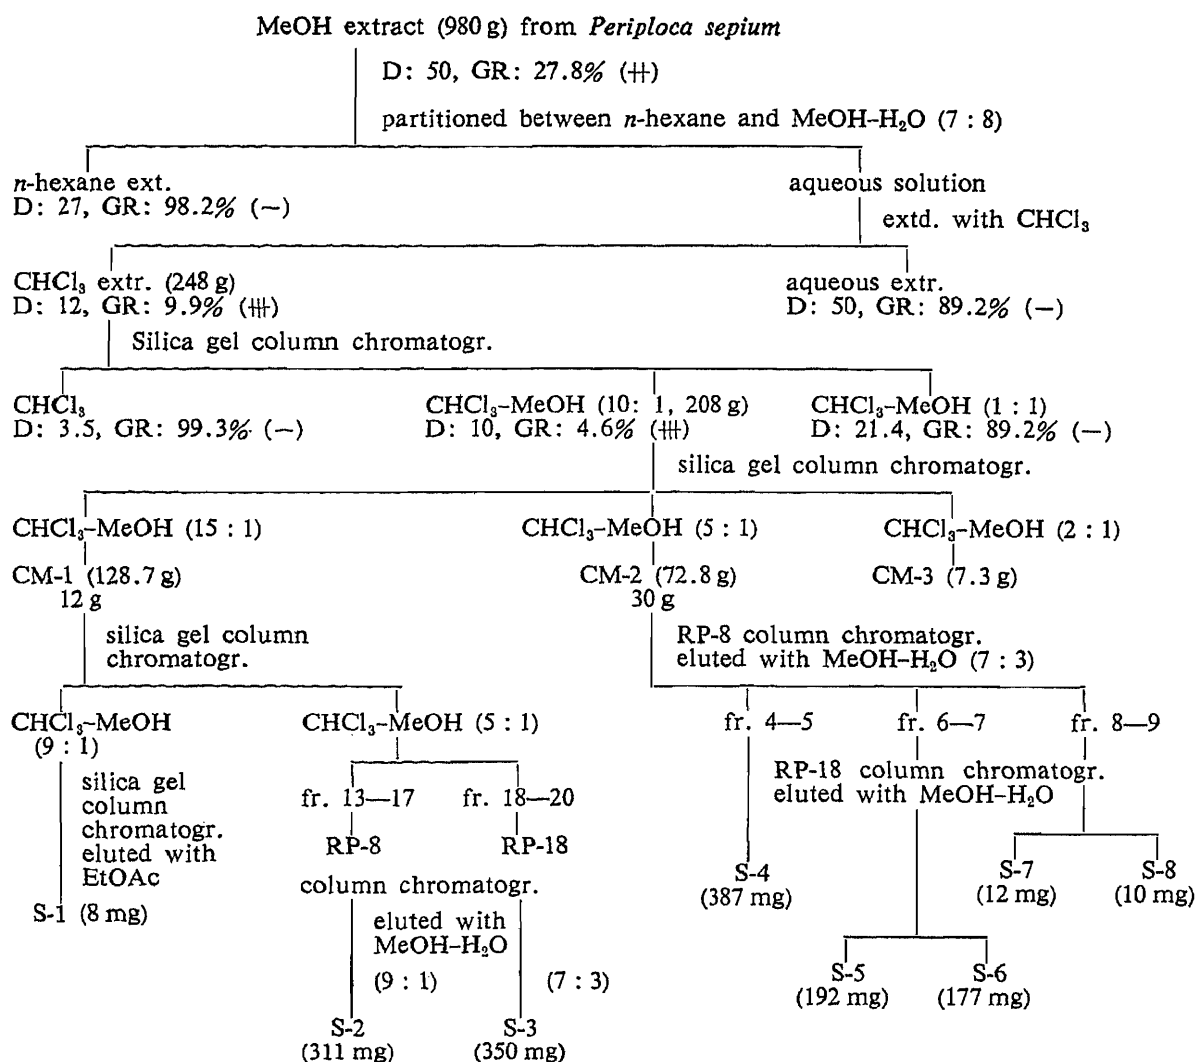 MeOH extract (980 g) from Periploca sepium
D: 50, GR: 27.8% (++)
partitioned between n-hexane and MeOH–H₂O (7 : 8)
n-hexane ext.
D: 27, GR: 98.2% (—)
aqueous solution
extd. with CHCl₃
CHCl₃ extr. (248 g)
D: 12, GR: 9.9% (+++)
aqueous extr.
D: 50, GR: 89.2% (—)
Silica gel column chromatogr.
CHCl₃
D: 3.5, GR: 99.3% (—)
CHCl₃–MeOH (10: 1, 208 g)
D: 10, GR: 4.6% (+++)
CHCl₃–MeOH (1 : 1)
D: 21.4, GR: 89.2% (—)
silica gel column chromatogr.
CHCl₃–MeOH (15 : 1)
CHCl₃–MeOH (5 : 1)
CHCl₃–MeOH (2 : 1)
CM-1 (128.7 g)
12 g
CM-2 (72.8 g)
30 g
CM-3 (7.3 g)
silica gel column
chromatogr.
RP-8 column chromatogr.
eluted with MeOH–H₂O (7 : 3)
CHCl₃–MeOH
(9 : 1)
CHCl₃–MeOH (5 : 1)
fr. 4—5
fr. 6—7
fr. 8—9
silica gel
column
chromatogr.
eluted with
EtOAc
fr. 13—17
fr. 18—20
RP-8
RP-18
RP-18 column chromatogr.
eluted with MeOH–H₂O
column chromatogr.
S-4
(387 mg)
S-7
(12 mg)
S-8
(10 mg)
S-1 (8 mg)
eluted with
MeOH–H₂O
(9 : 1)
(7 : 3)
S-5
(192 mg)
S-6
(177 mg)
S-2
(311 mg)
S-3
(350 mg)